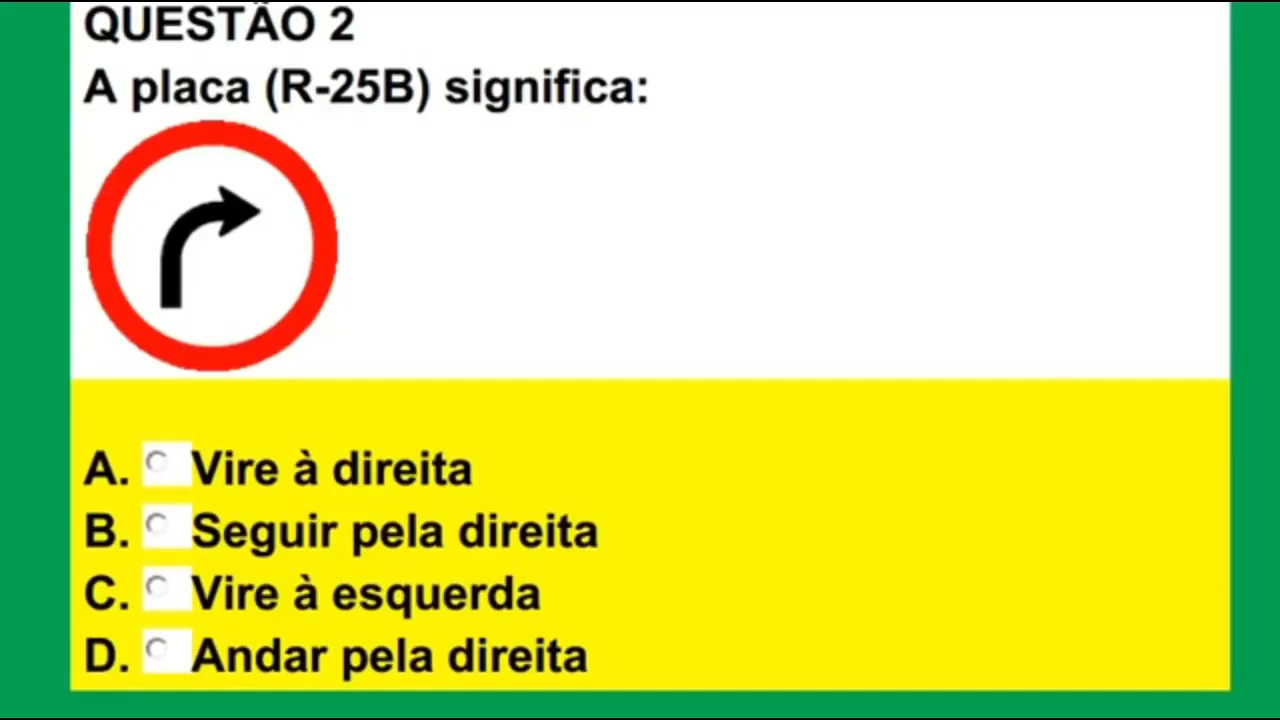 QUESTÃO 2
A placa (R-25B) significa:
A. Vire à direita
B. Seguir pela direita
C. Vire à esquerda
D. Andar pela direita